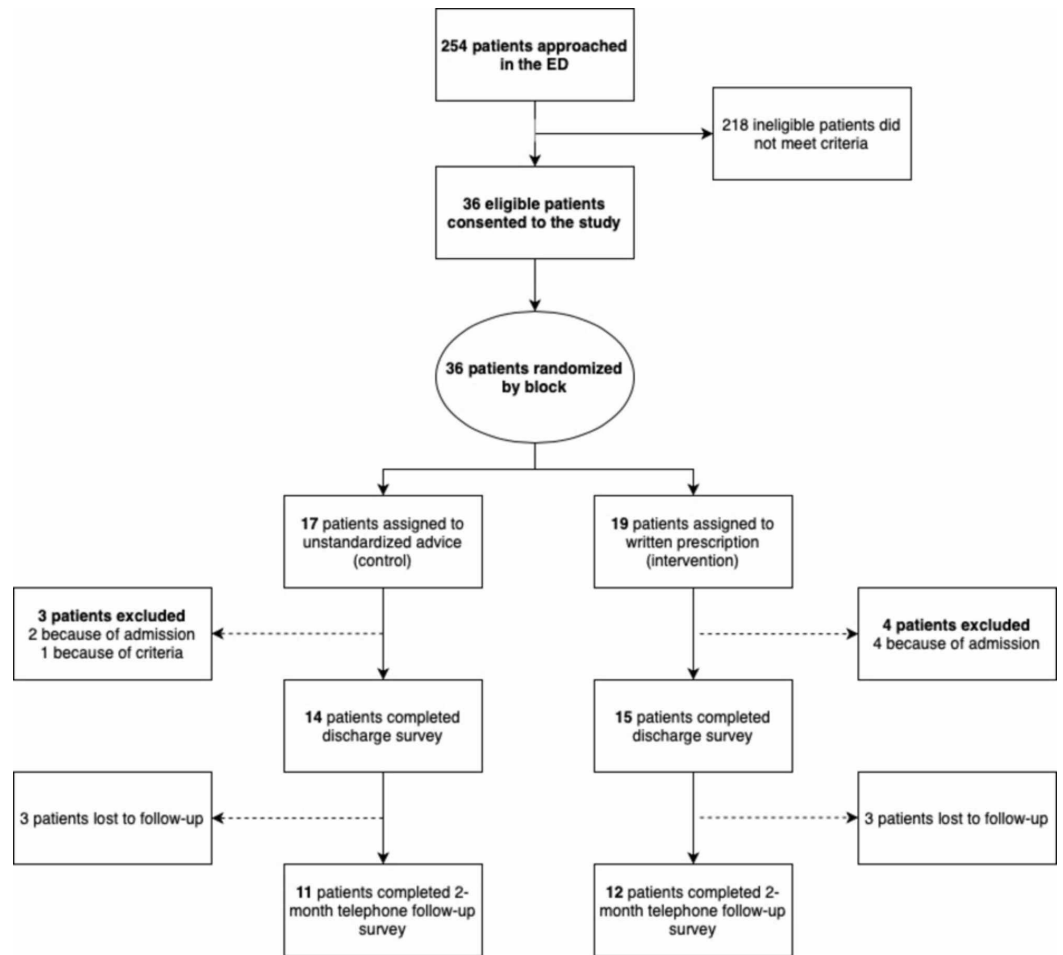 254 patients approached
in the ED
218 ineligible patients did
not meet criteria
36 eligible patients
consented to the study
36 patients randomized
by block
17 patients assigned to
unstandardized advice
(control)
19 patients assigned to
written prescription
(intervention)
3 patients excluded
2 because of admission
1 because of criteria
4 patients excluded
4 because of admission
14 patients completed
discharge survey
15 patients completed
discharge survey
3 patients lost to follow-up
3 patients lost to follow-up
11 patients completed 2-
month telephone follow-up
survey
12 patients completed 2-
month telephone follow-up
survey